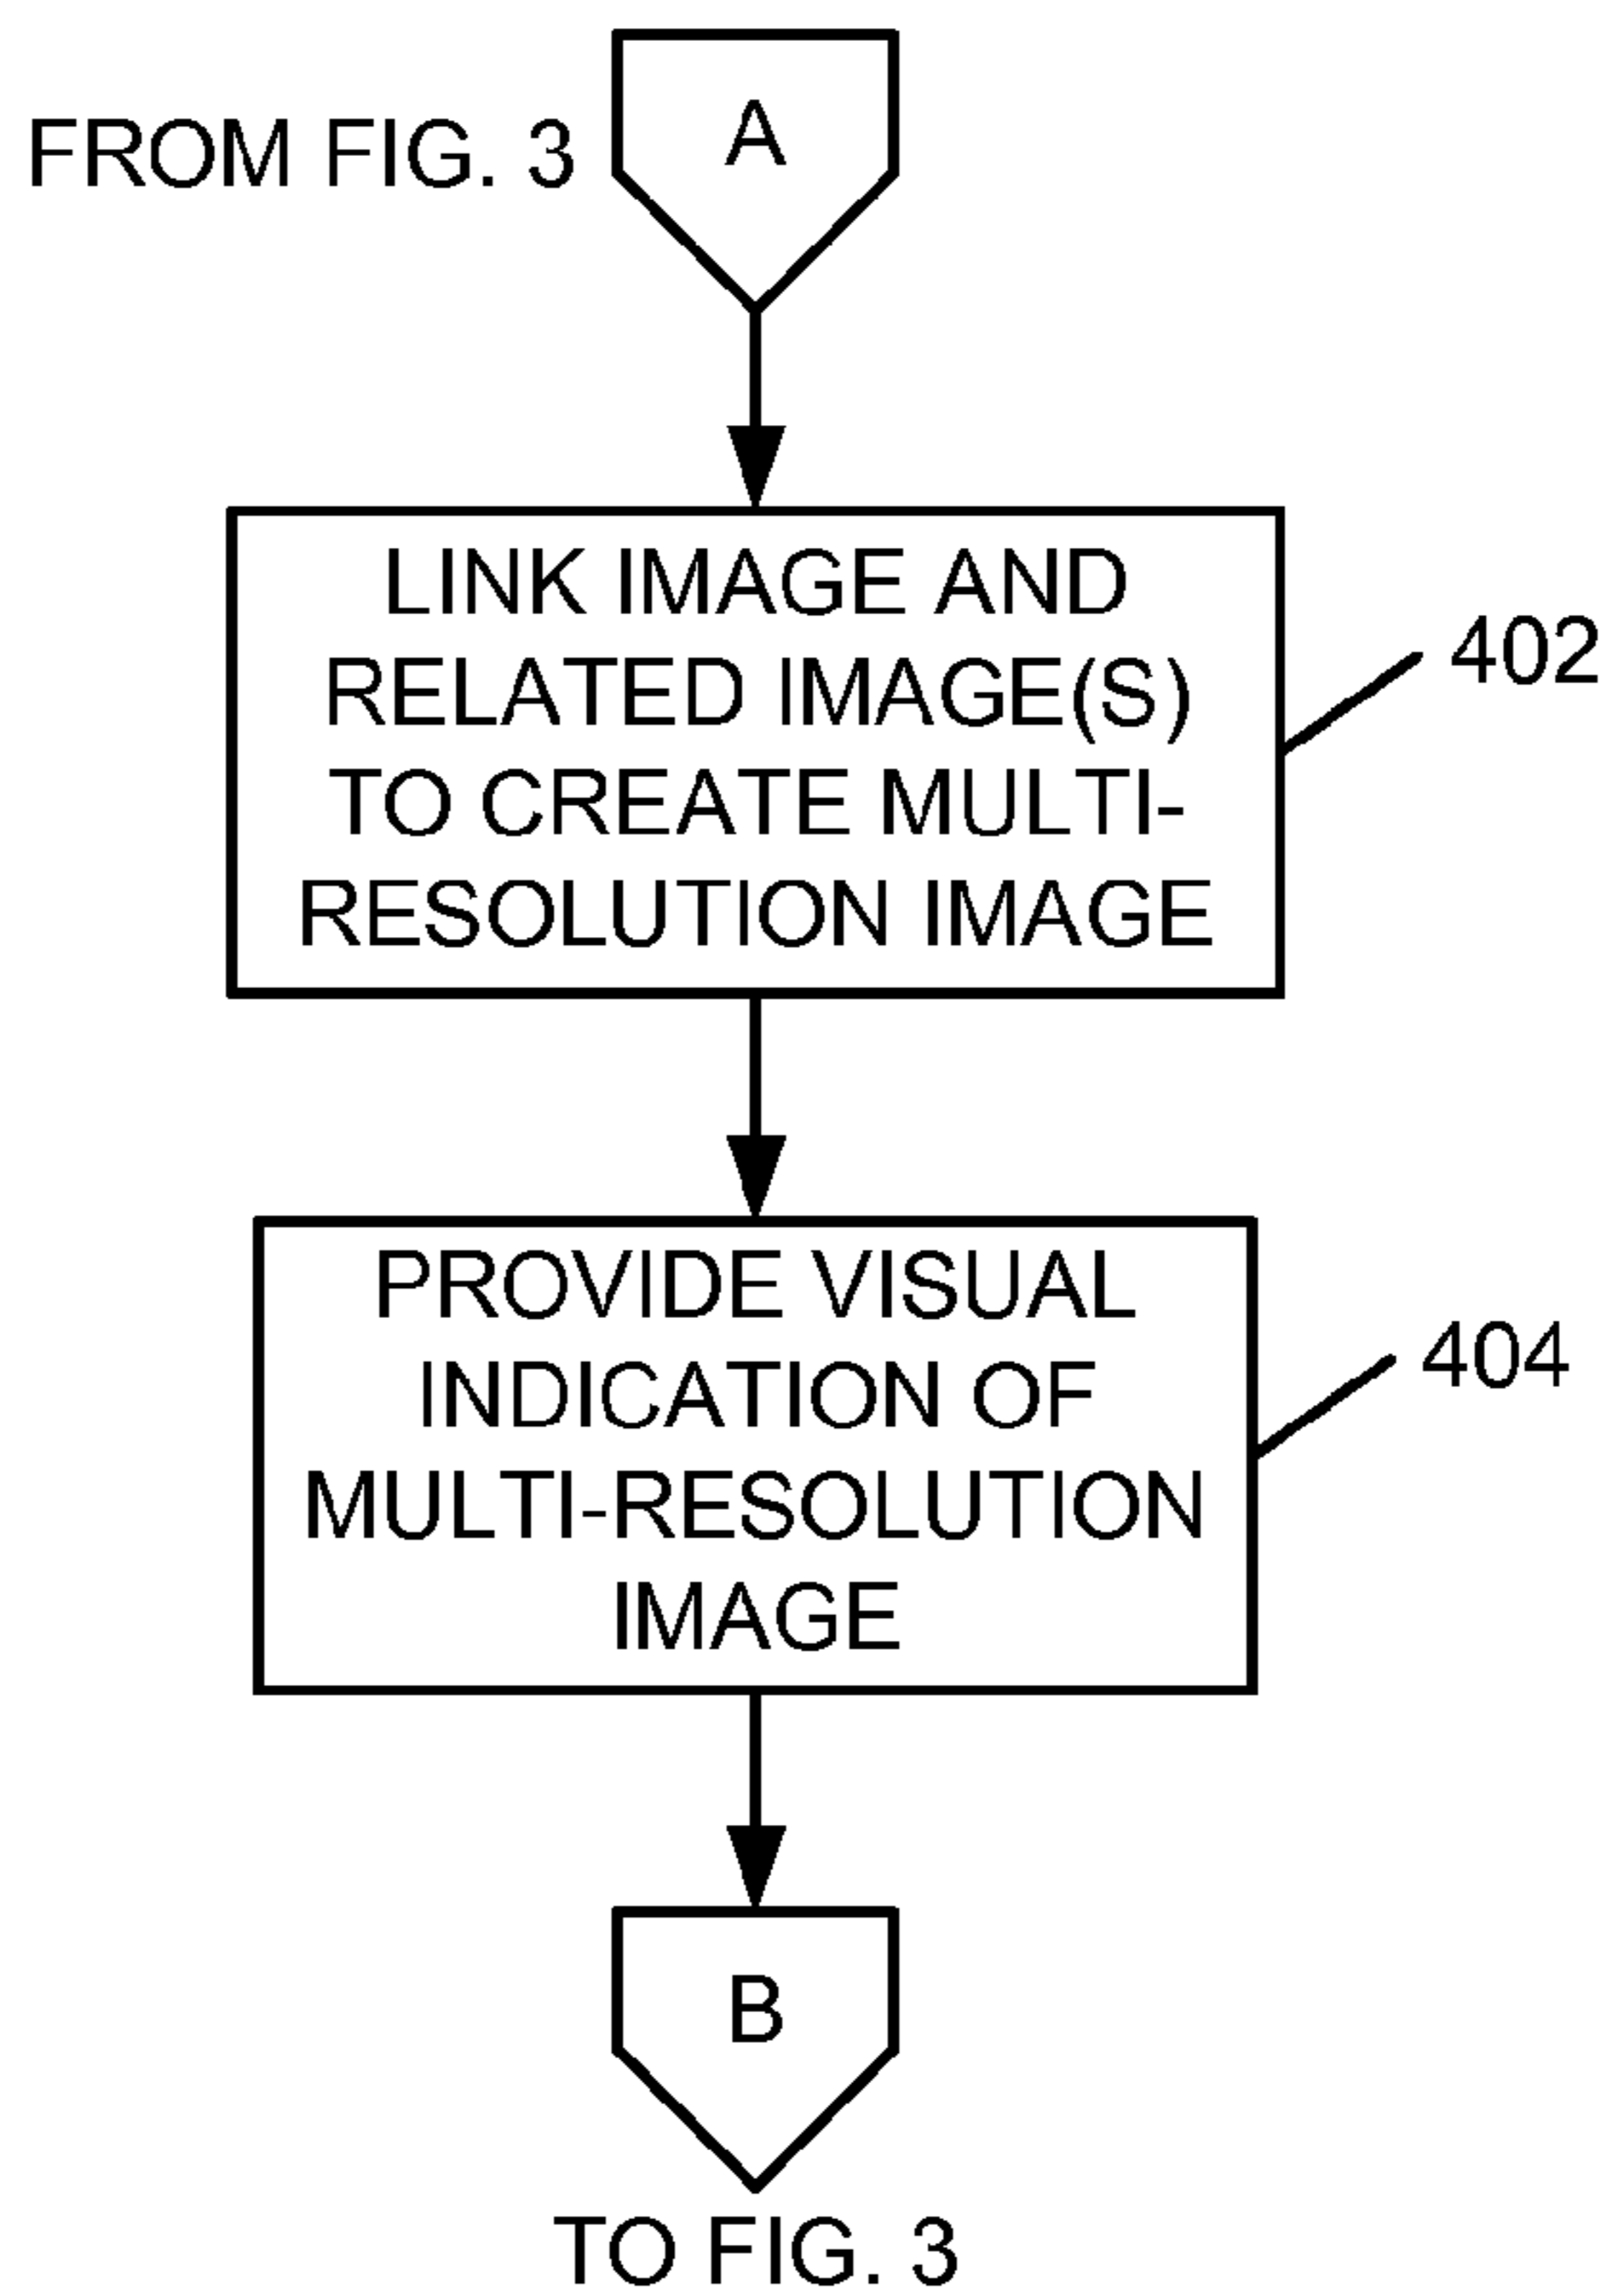 A
FROM FIG. 3
LINK IMAGE AND
RELATED IMAGE(S)
TO CREATE MULTI-
RESOLUTION IMAGE
402
PROVIDE VISUAL
INDICATION OF
MULTI-RESOLUTION
IMAGE
404
B
TO FIG. 3